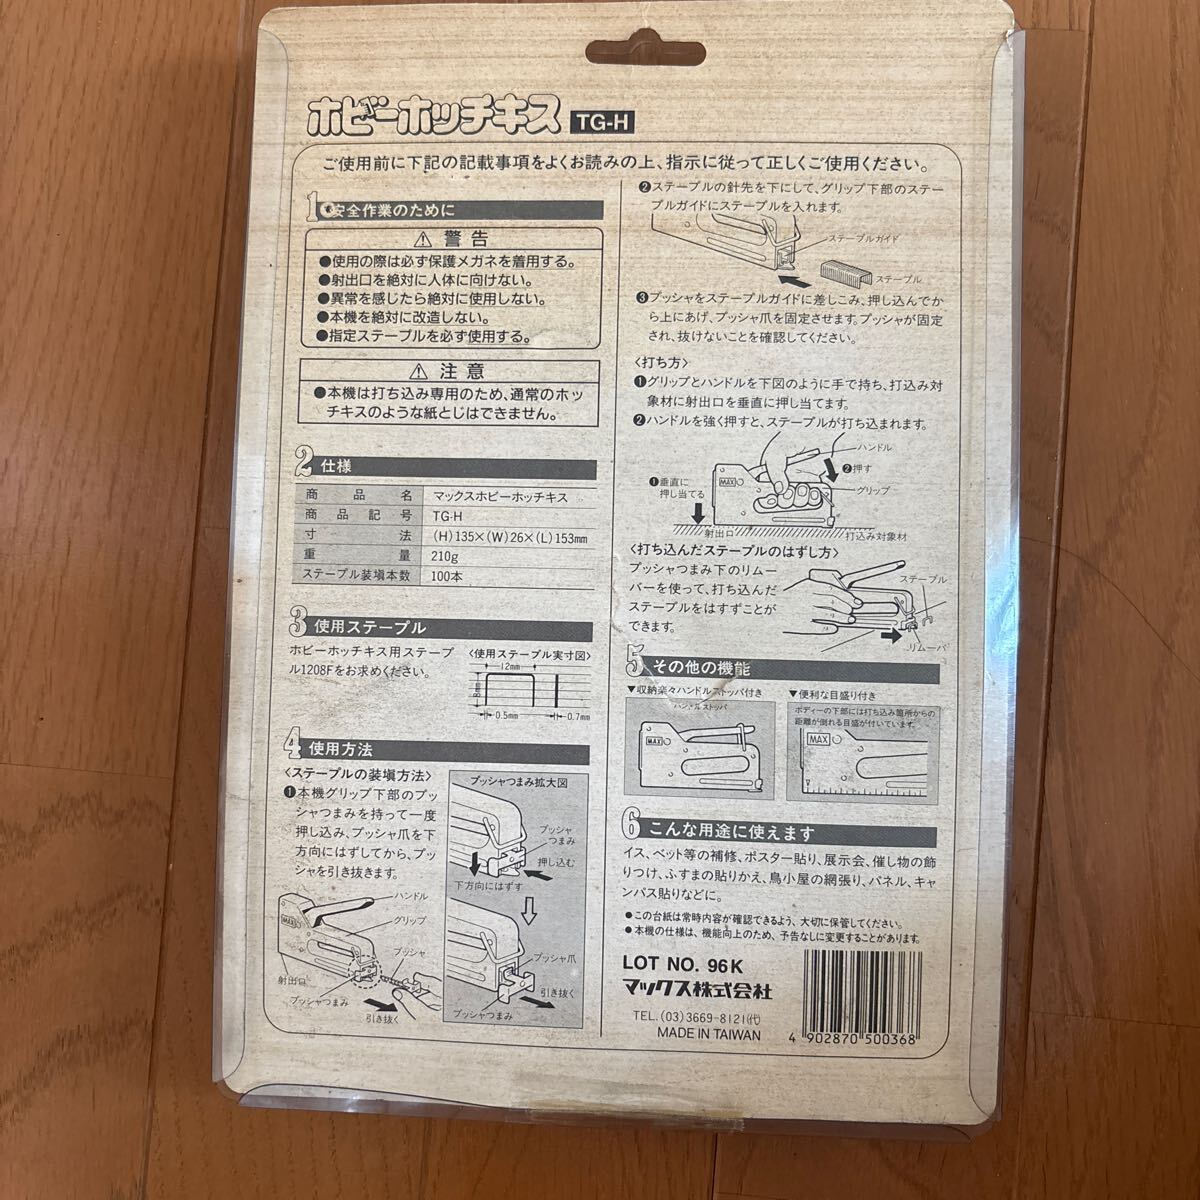 ホビーホッチキス TG-H
ご使用前に下記の記載事項をよくお読みの上、指示に従って正しくご使用ください。
1 安全作業のために
⚠ 警告
●使用の際は必ず保護メガネを着用する。
●射出口を絶対に人体に向けない。
●異常を感じたら絶対に使用しない。
●本機を絶対に改造しない。
●指定ステープルを必ず使用する。
⚠ 注意
●本機は打ち込み専用のため、通常のホッ
チキスのような紙とじはできません。
2 仕様
商品名 マックスホビーホッチキス
商品記号 TG-H
寸法 (H)135×(W)26×(L)153mm
重量 210g
ステープル装塡本数 100本
3 使用ステープル
ホビーホッチキス用ステープ
ル1208Fをお求めください。
〈使用ステープル実寸図〉
12mm
8mm
0.5mm
0.7mm
4 使用方法
〈ステープルの装塡方法〉
❶本機グリップ下部のプッ
シャつまみを持って一度
押し込み、プッシャ爪を下
方向にはずしてから、プッ
シャを引き抜きます。
ハンドル
MAX
グリップ
プッシャ
射出口
プッシャつまみ
引き抜く
プッシャつまみ拡大図
プッシャ
つまみ
押し込む
下方向にはずす
プッシャ爪
引き抜く
プッシャつまみ
❷ステープルの針先を下にして、グリップ下部のステー
プルガイドにステープルを入れます。
ステープルガイド
ステープル
❸プッシャをステープルガイドに差しこみ、押し込んでか
ら上にあげ、プッシャ爪を固定させます。プッシャが固定
され、抜けないことを確認してください。
〈打ち方〉
❶グリップとハンドルを下図のように手で持ち、打込み対
象材に射出口を垂直に押し当てます。
❷ハンドルを強く押すと、ステープルが打ち込まれます。
ハンドル
❷押す
❶垂直に
押し当てる
MAX
グリップ
射出口
打込み対象材
〈打ち込んだステープルのはずし方〉
プッシャつまみ下のリムー
バーを使って、打ち込んだ
ステープルをはずすことが
できます。
ステープル
リムーバ
5 その他の機能
▼収納楽々ハンドルストッパ付き
ハンドルストッパ
MAX
▼便利な目盛り付き
ボディーの下部には打ち込み箇所からの
距離が測れる目盛が付いています。
MAX
6 こんな用途に使えます
イス、ベット等の補修、ポスター貼り、展示会、催し物の飾
りつけ、ふすまの貼りかえ、鳥小屋の網張り、パネル、キャ
ンバス貼りなどに。
●この台紙は常時内容が確認できるよう、大切に保管してください。
●本機の仕様は、機能向上のため、予告なしに変更することがあります。
LOT NO. 96K
マックス株式会社
TEL.(03)3669-8121㈹
MADE IN TAIWAN
4 902870 500368